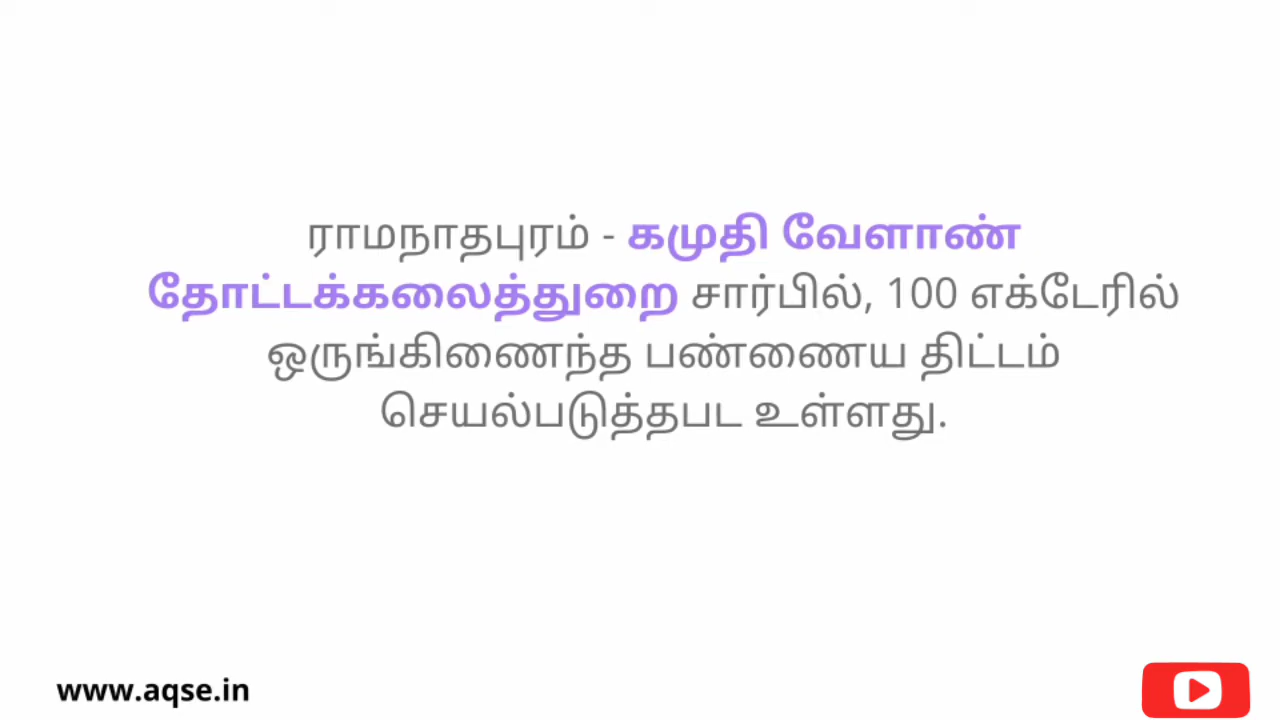 ராமநாதபுரம் - கமுதி வேளாண்
தோட்டக்கலைத்துறை சார்பில், 100 எக்டேரில்
ஒருங்கிணைந்த பண்ணைய திட்டம்
செயல்படுத்தபட உள்ளது.
www.aqse.in